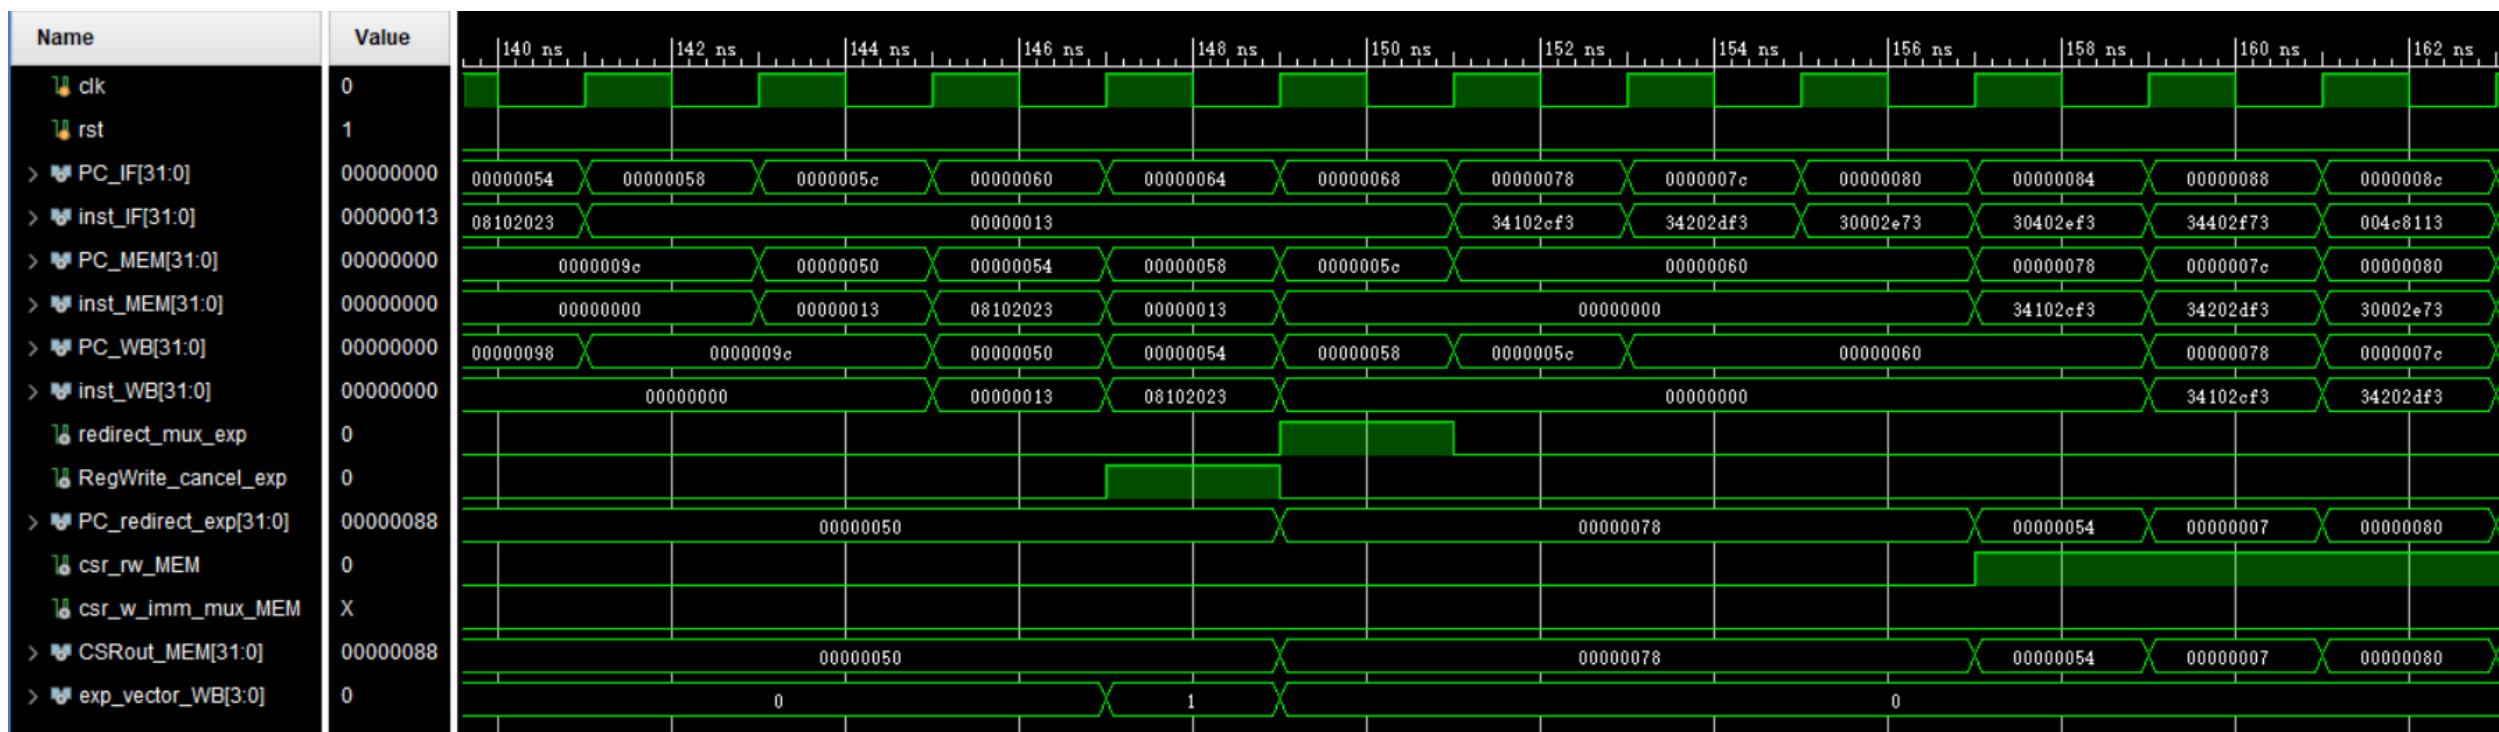 Name Value 140 ns 142 ns 144 ns 146 ns 148 ns 150 ns 152 ns 154 ns 156 ns 158 ns 160 ns 162 ns
clk 0
rst 1
> PC_IF[31:0] 00000000 00000054 00000058 0000005c 00000060 00000064 00000068 00000078 0000007c 00000080 00000084 00000088 0000008c
> inst_IF[31:0] 00000013 08102023 00000013 34102cf3 34202df3 30002e73 30402ef3 34402f73 004c8113
> PC_MEM[31:0] 00000000 0000009c 00000050 00000054 00000058 0000005c 00000060 00000078 0000007c 00000080
> inst_MEM[31:0] 00000000 00000000 00000013 08102023 00000013 00000000 34102cf3 34202df3 30002e73
> PC_WB[31:0] 00000000 00000098 0000009c 00000050 00000054 00000058 0000005c 00000060 00000078 0000007c
> inst_WB[31:0] 00000000 00000000 00000013 08102023 00000000 34102cf3 34202df3
redirect_mux_exp 0
RegWrite_cancel_exp 0
> PC_redirect_exp[31:0] 00000088 00000050 00000078 00000054 00000007 00000080
csr_rw_MEM 0
csr_w_imm_mux_MEM X
> CSRout_MEM[31:0] 00000088 00000050 00000078 00000054 00000007 00000080
> exp_vector_WB[3:0] 0 0 1 0